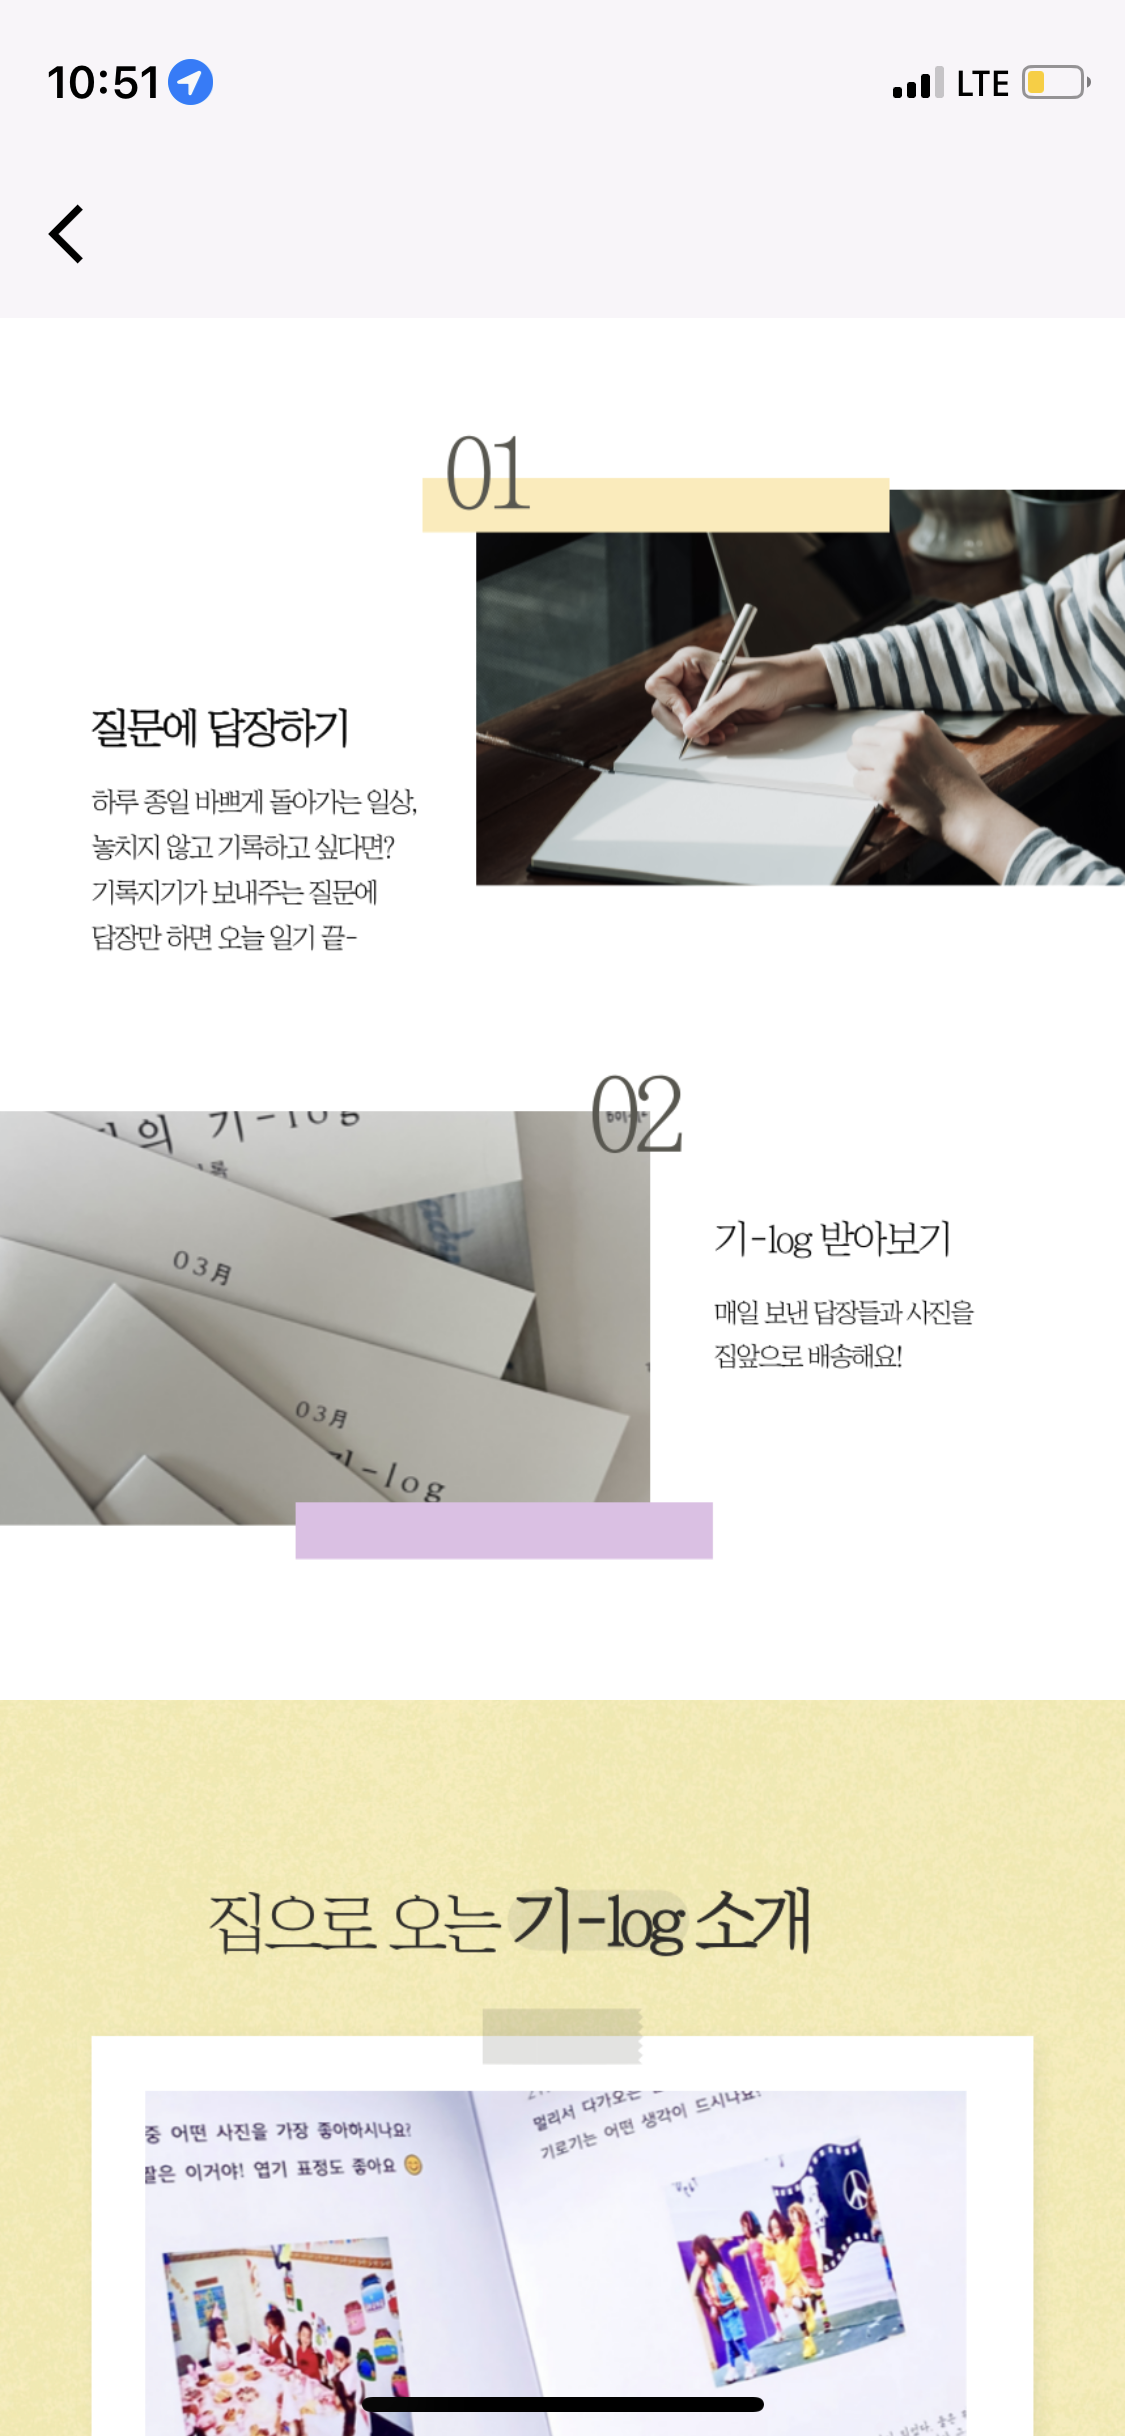 10:51
LTE
01
질문에 답장하기
하루 종일 바쁘게 돌아가는 일상,
놓치지 않고 기록하고 싶다면?
기록지기가 보내주는 질문에
답장만 하면 오늘 일기 끝-
02
의 기-log
록
03月
03月
기-log
기-log 받아보기
매일 보낸 답장들과 사진을
집앞으로 배송해요!
집으로 오는 기-log 소개
중 어떤 사진을 가장 좋아하시나요?
짤은 이거야! 엽기 표정도 좋아요 😊
멀리서 다가오는
기로기는 어떤 생각이 드시나요?